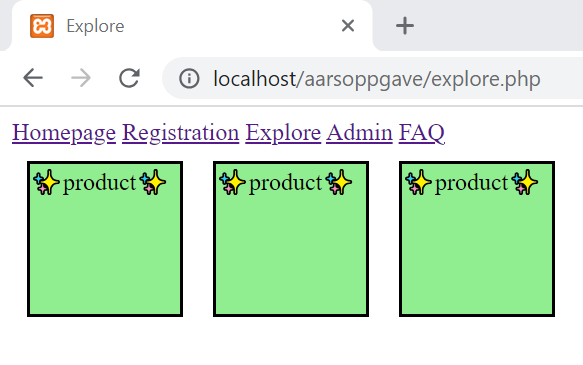 Explore
localhost/aarsoppgave/explore.php
Homepage Registration Explore Admin FAQ
✨product✨ ✨product✨ ✨product✨